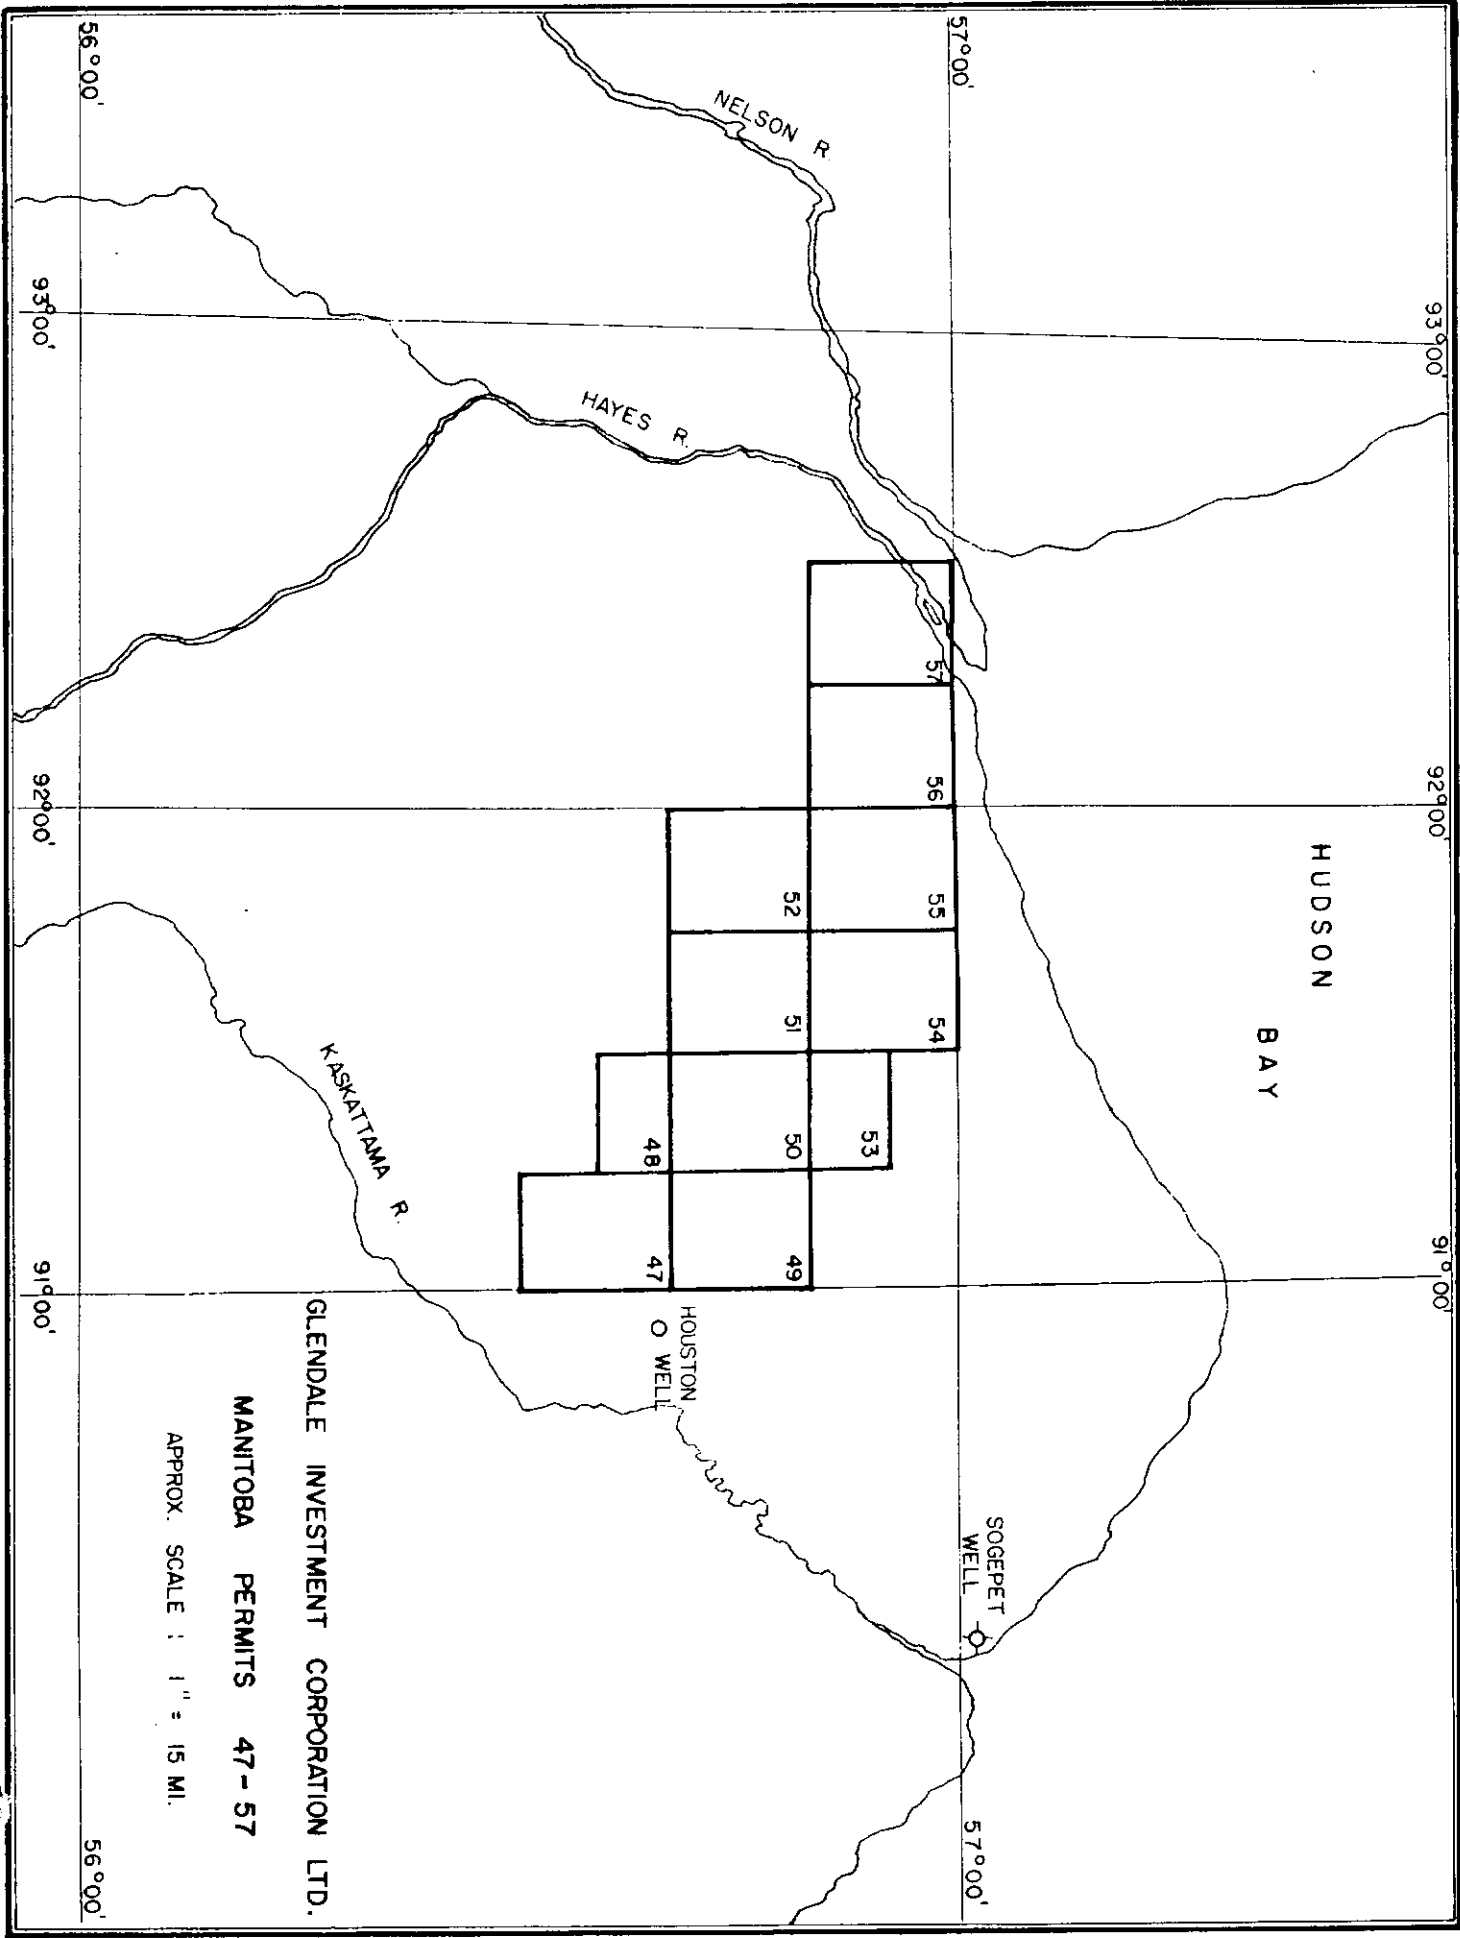 93°00'
92°00'
91°00'
HUDSON
BAY
57°00'
57°00'
SOGEPET
WELL
NELSON R.
57
56
55
54
53
52
51
50
49
48
47
HAYES R.
HOUSTON
O WELL
KASKATTAMA R.
GLENDALE INVESTMENT CORPORATION LTD.
MANITOBA PERMITS 47-57
APPROX. SCALE : 1" = 15 MI.
56°00'
56°00'
93°00'
92°00'
91°00'